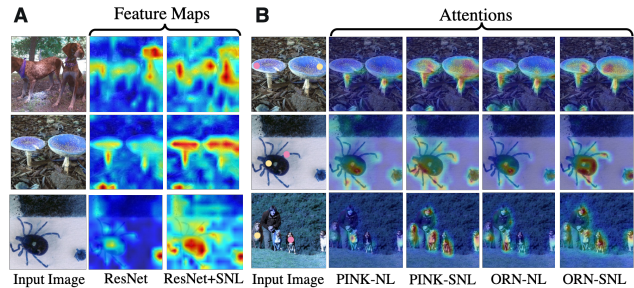 A
Feature Maps
B
Attentions
Input Image
ResNet
ResNet+SNL
Input Image
PINK-NL
PINK-SNL
ORN-NL
ORN-SNL